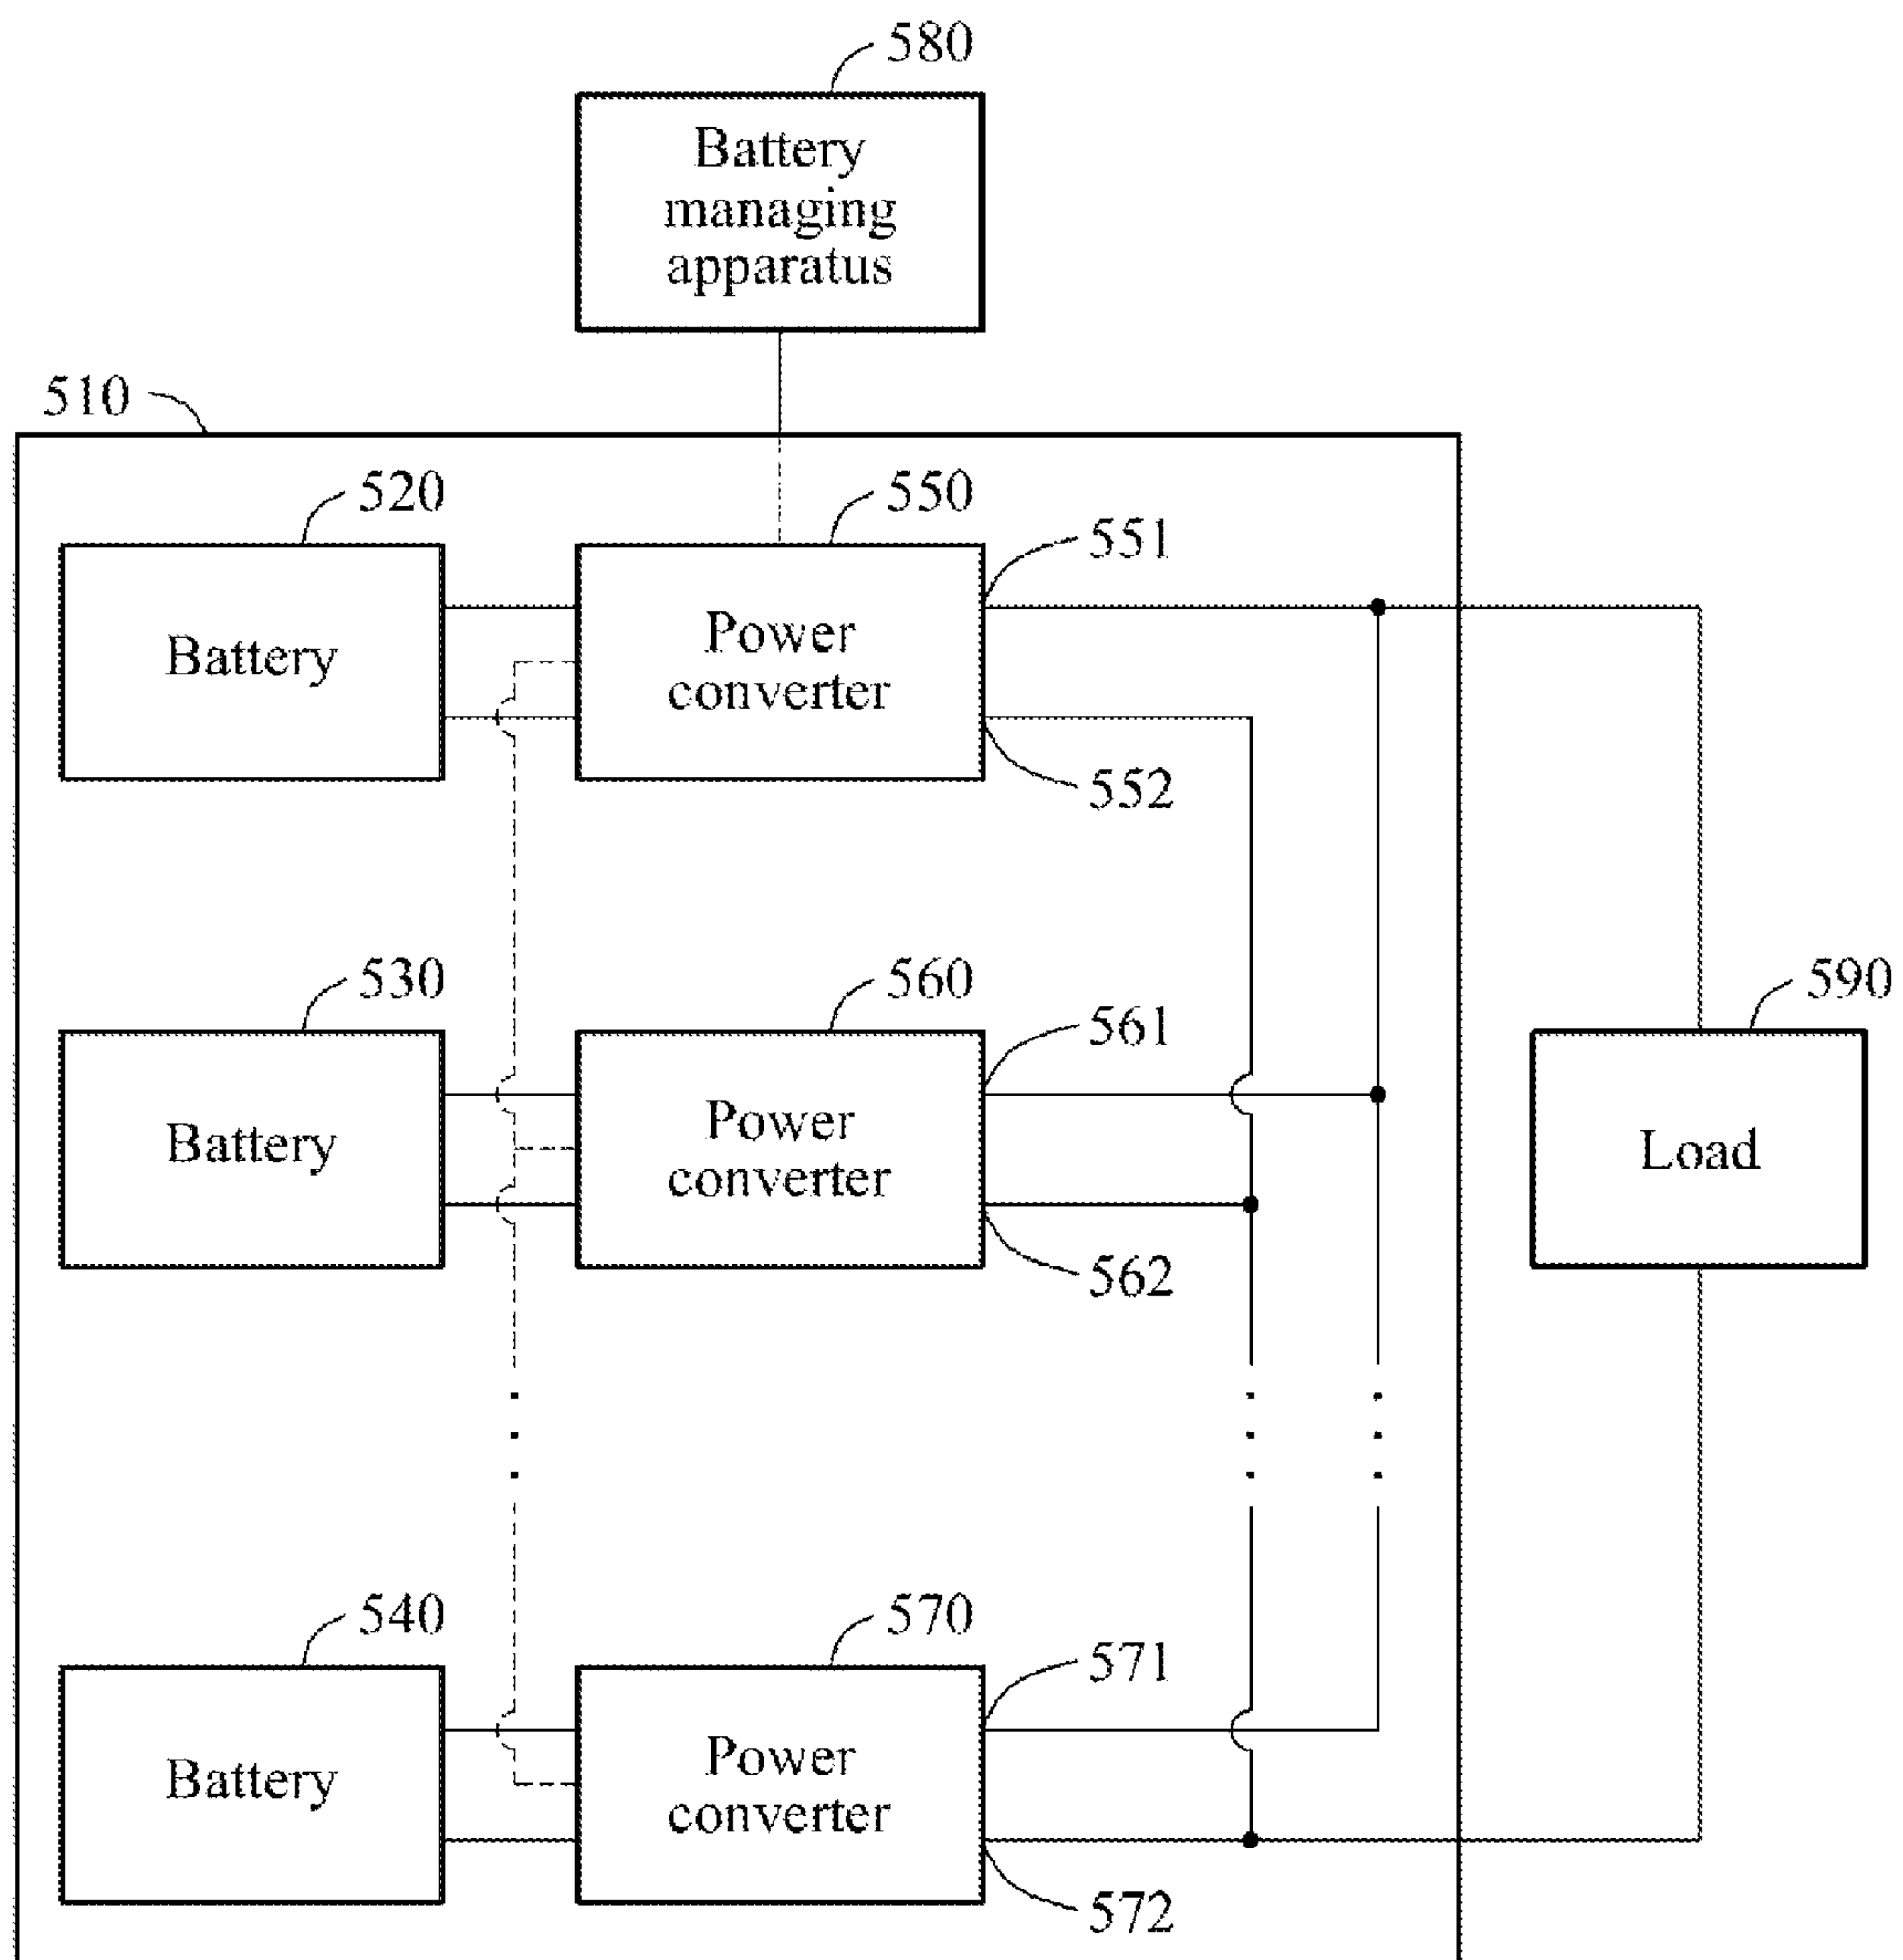 580
Battery
managing
apparatus
510
520
550
551
Battery
Power
converter
552
530
560
561
590
Battery
Power
converter
Load
562
540
570
571
Battery
Power
converter
572